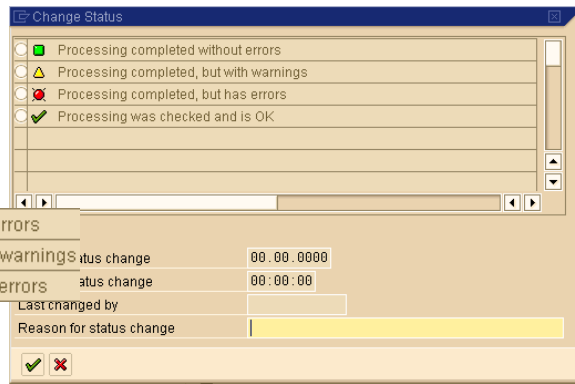 Change Status
Processing completed without errors
Processing completed, but with warnings
Processing completed, but has errors
Processing was checked and is OK
warnings
errors
atus change 00.00.0000
atus change 00:00:00
Last changed by
Reason for status change